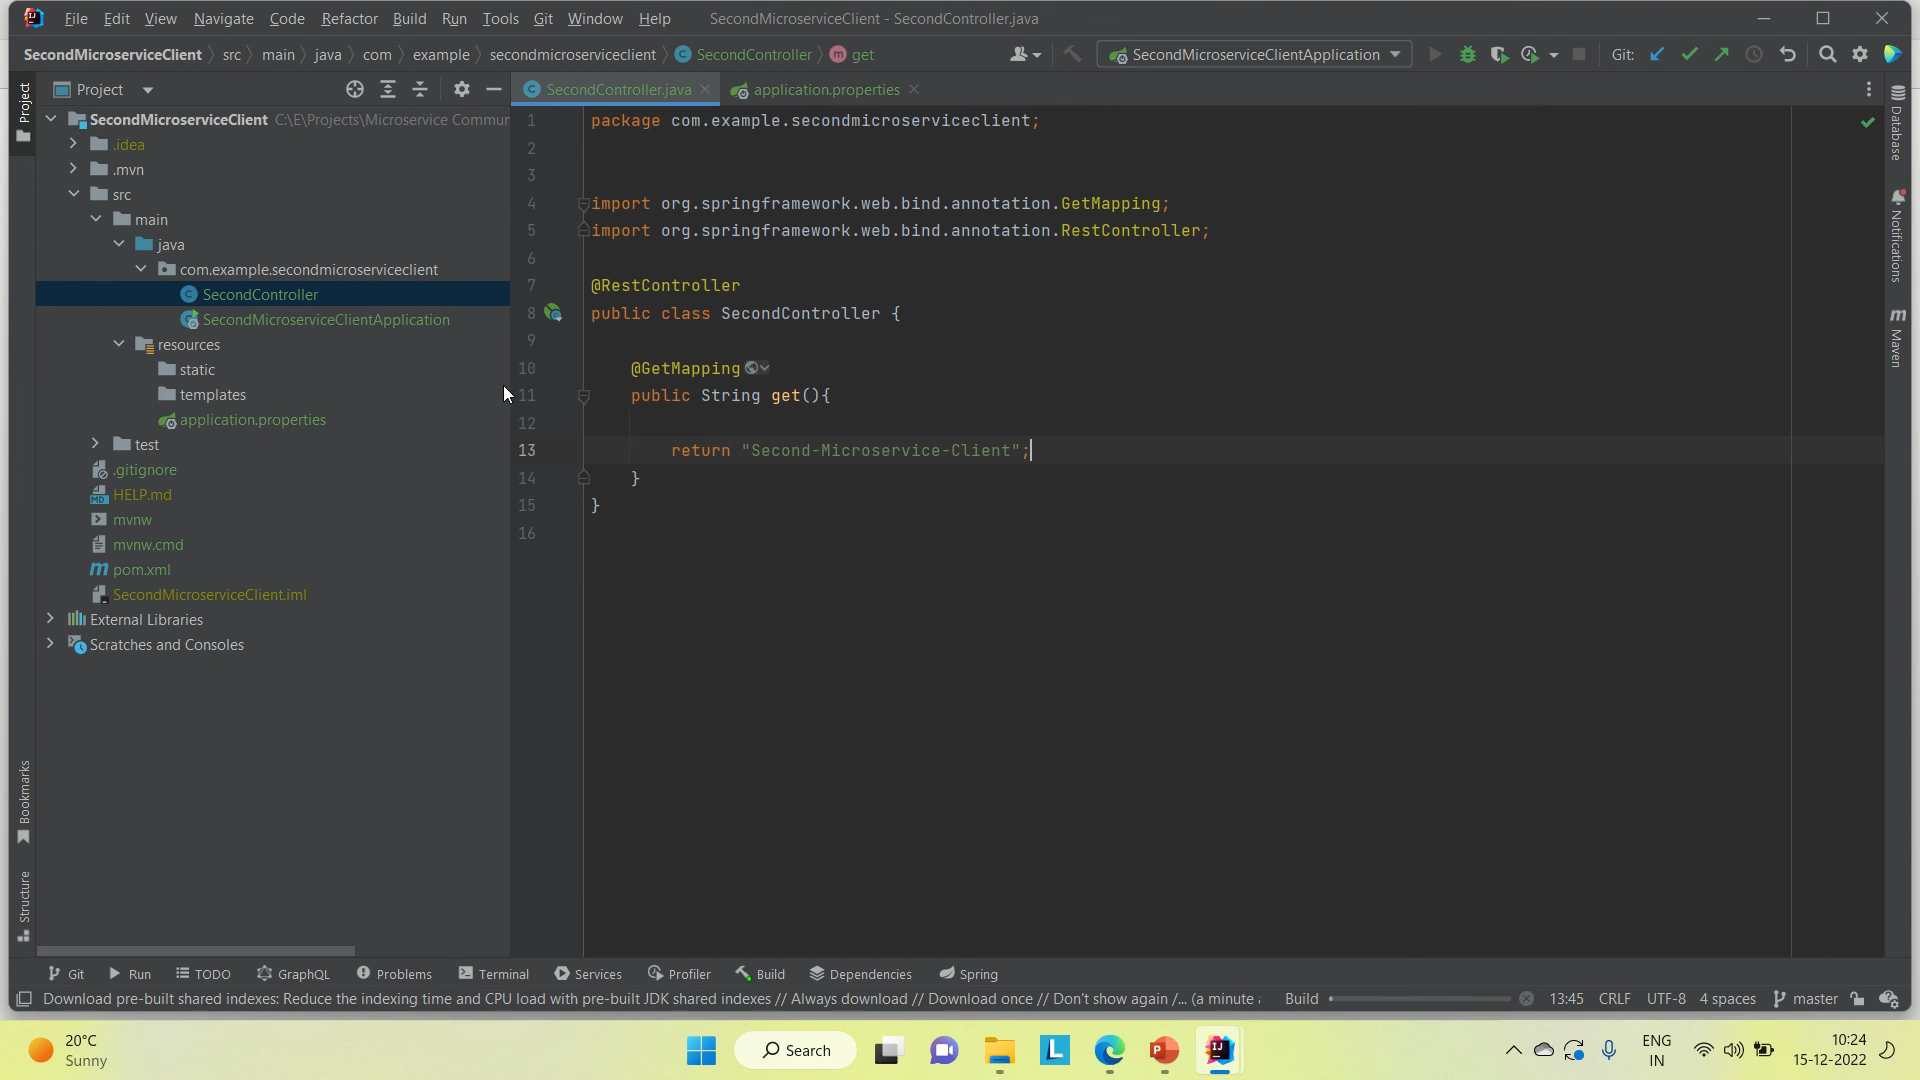 File Edit View Navigate Code Refactor Build Run Tools Git Window Help SecondMicroserviceClient - SecondController.java
SecondMicroserviceClient src main java com example secondmicroserviceclient SecondController get SecondMicroserviceClientApplication Git:
Project
SecondController.java
application.properties
Project
SecondMicroserviceClient C:\E\Projects\Microservice Commun
.idea
.mvn
src
main
java
com.example.secondmicroserviceclient
SecondController
SecondMicroserviceClientApplication
resources
static
templates
application.properties
test
.gitignore
HELP.md
mvnw
mvnw.cmd
pom.xml
SecondMicroserviceClient.iml
External Libraries
Scratches and Consoles
Bookmarks
Structure
1 package com.example.secondmicroserviceclient;
2
3
4 import org.springframework.web.bind.annotation.GetMapping;
5 import org.springframework.web.bind.annotation.RestController;
6
7 @RestController
8 public class SecondController {
9
10 @GetMapping
11 public String get(){
12
13 return "Second-Microservice-Client";
14 }
15 }
16
Database
Notifications
Maven
Git Run TODO GraphQL Problems Terminal Services Profiler Build Dependencies Spring
Download pre-built shared indexes: Reduce the indexing time and CPU load with pre-built JDK shared indexes // Always download // Download once // Don't show again /... (a minute a Build 13:45 CRLF UTF-8 4 spaces master
20°C
Sunny
Search
ENG
IN
10:24
15-12-2022